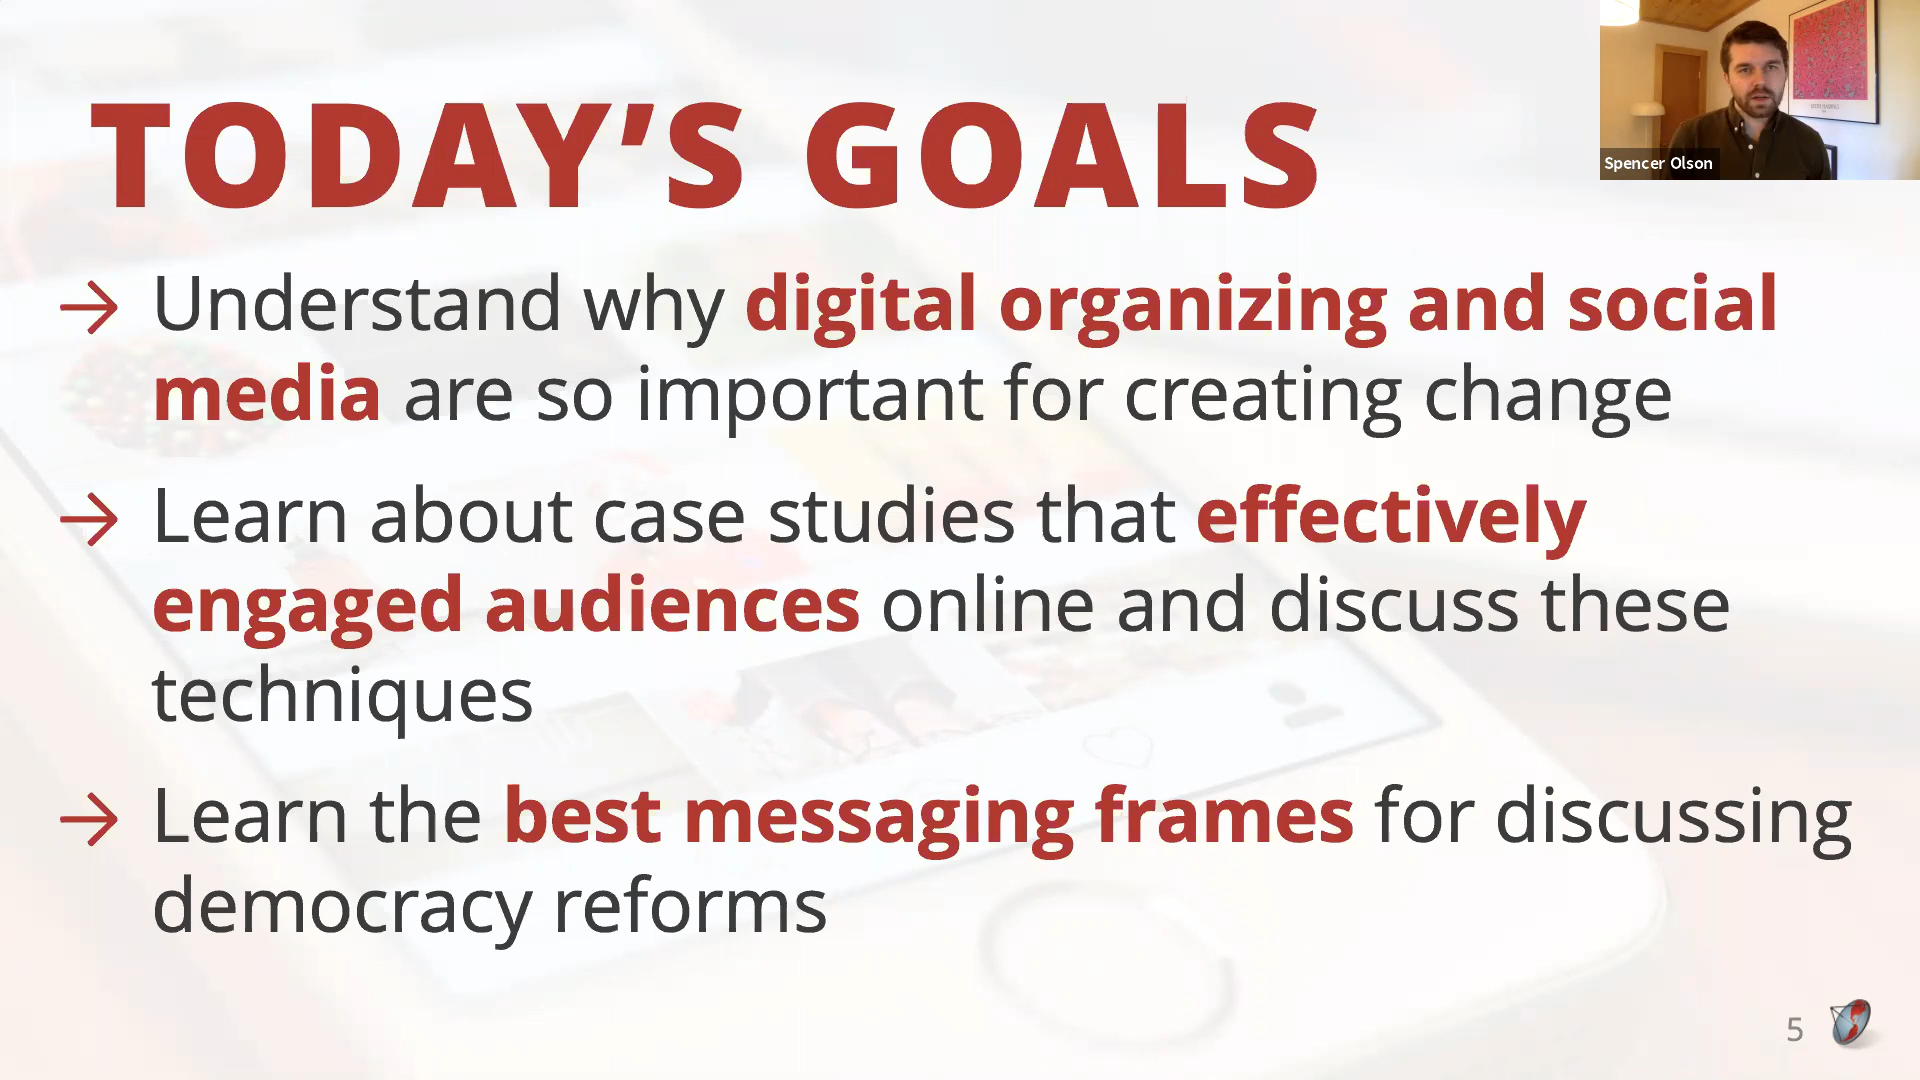 TODAY’S GOALS
Spencer Olson
→ Understand why digital organizing and social
media are so important for creating change
→ Learn about case studies that effectively
engaged audiences online and discuss these
techniques
→ Learn the best messaging frames for discussing
democracy reforms
5